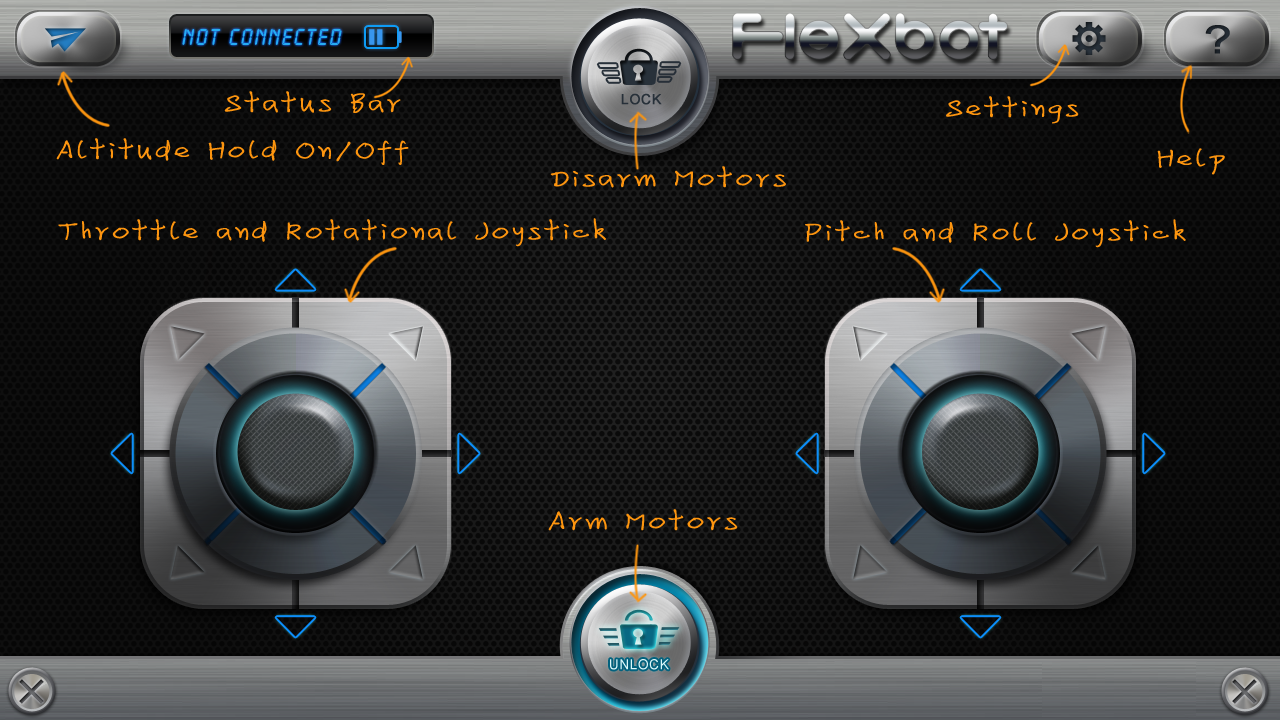 NOT CONNECTED
FleXbot
?
LOCK
Status Bar
Settings
Altitude Hold On/Off
Help
Disarm Motors
Throttle and Rotational Joystick
Pitch and Roll Joystick
Arm Motors
UNLOCK